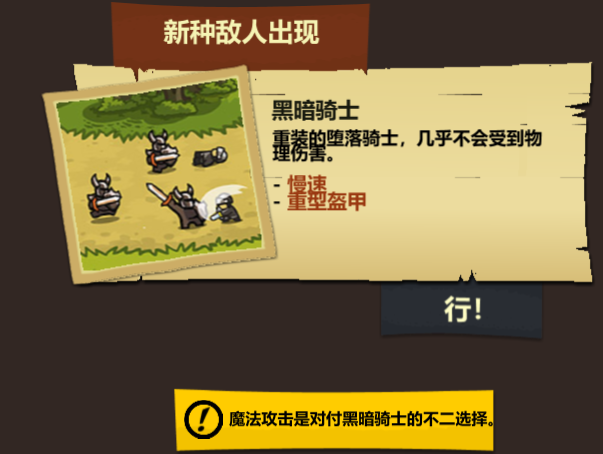 新种敌人出现
黑暗骑士
重装的堕落骑士，几乎不会受到物
理伤害。
- 慢速
- 重型盔甲
行!
魔法攻击是对付黑暗骑士的不二选择。